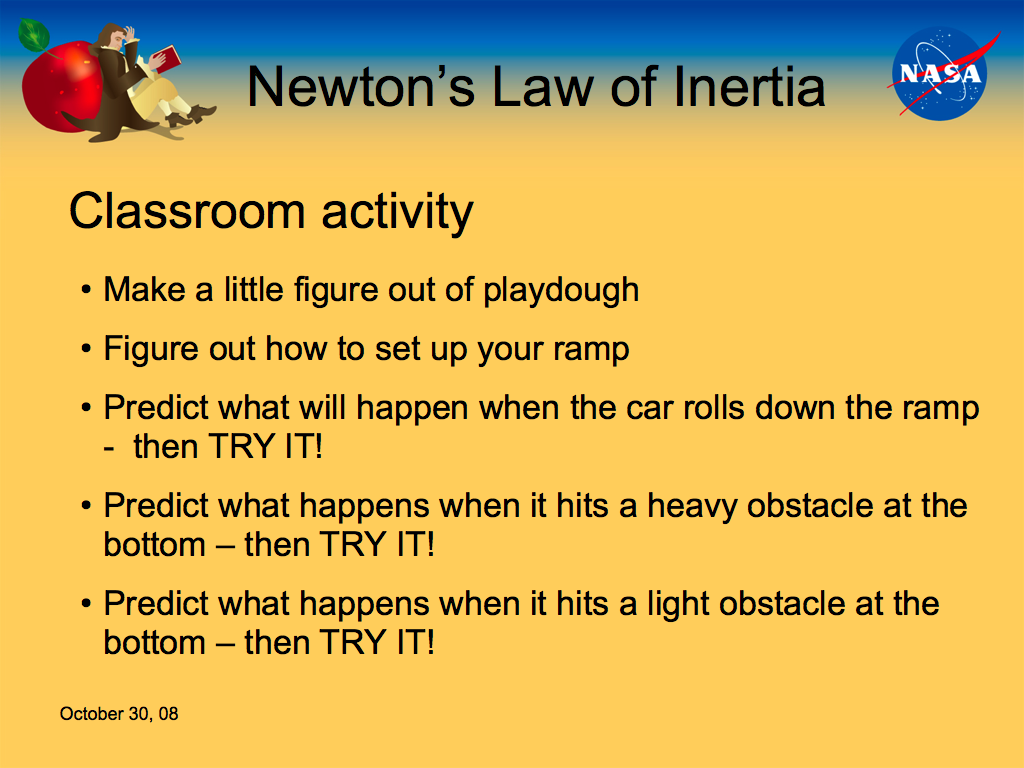 Newton’s Law of Inertia
NASA
Classroom activity
• Make a little figure out of playdough
• Figure out how to set up your ramp
• Predict what will happen when the car rolls down the ramp
-  then TRY IT!
• Predict what happens when it hits a heavy obstacle at the
bottom – then TRY IT!
• Predict what happens when it hits a light obstacle at the
bottom – then TRY IT!
October 30, 08